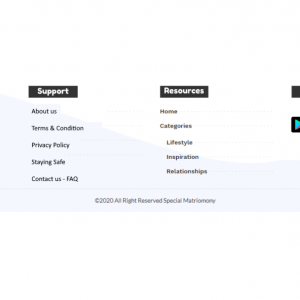 Support
About us
Terms & Condition
Privacy Policy
Staying Safe
Contact us - FAQ
Resources
Home
Categories
Lifestyle
Inspiration
Relationships
©2020 All Right Reserved Special Matriomony